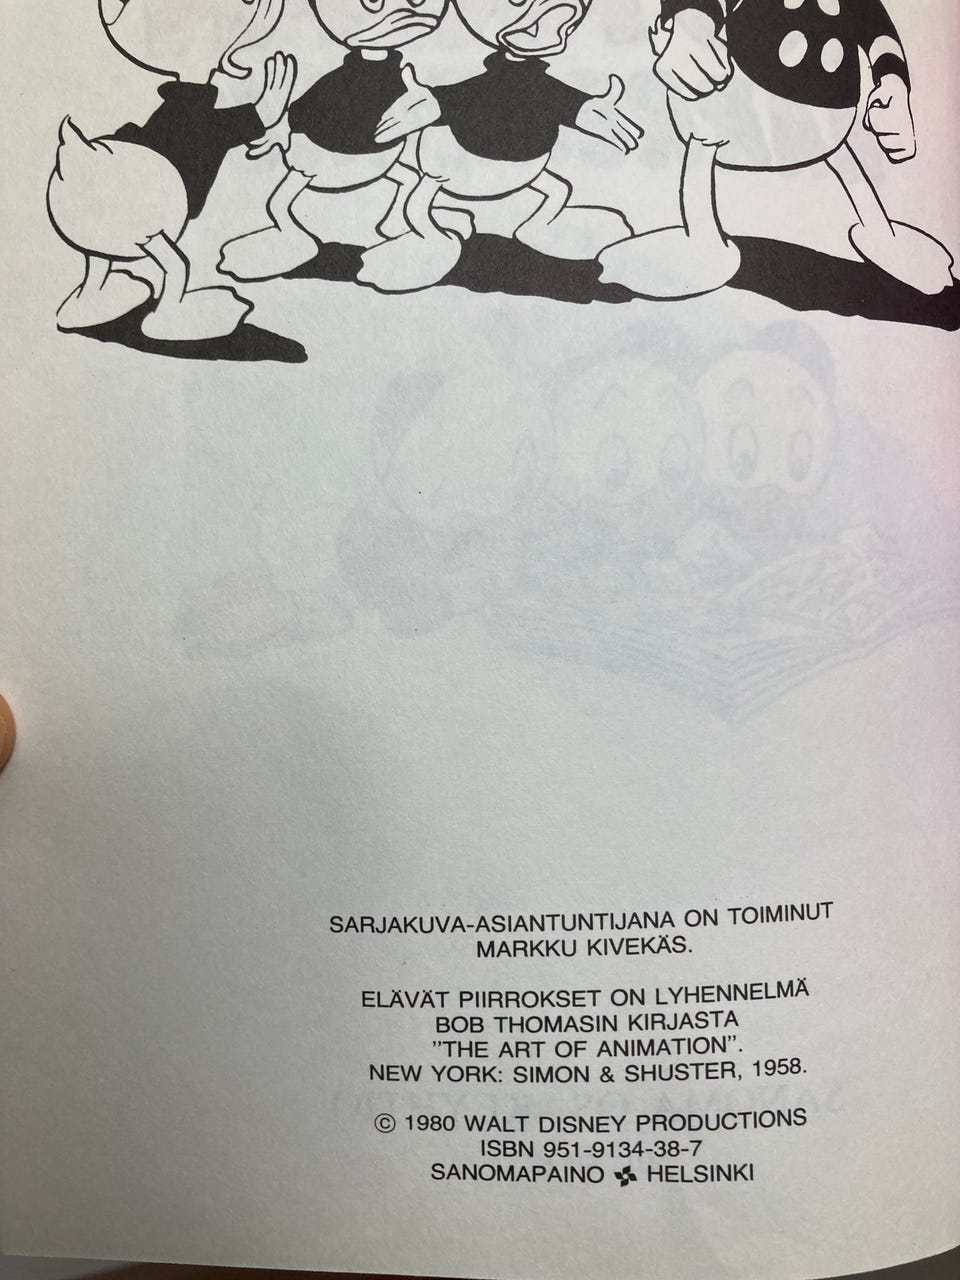 SARJAKUVA-ASIANTUNTIJANA ON TOIMINUT
MARKKU KIVEKÄS.
ELÄVÄT PIIRROKSET ON LYHENNELMÄ
BOB THOMASIN KIRJASTA
"THE ART OF ANIMATION".
NEW YORK: SIMON & SHUSTER, 1958.
© 1980 WALT DISNEY PRODUCTIONS
ISBN 951-9134-38-7
SANOMAPAINO HELSINKI